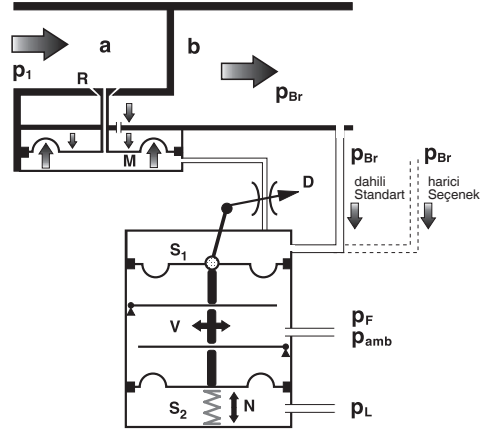 a
b
p1
R
pBr
M
D
pBr
pBr
dahili
Standart
harici
Seçenek
S1
V
pF
pamb
S2
N
pL